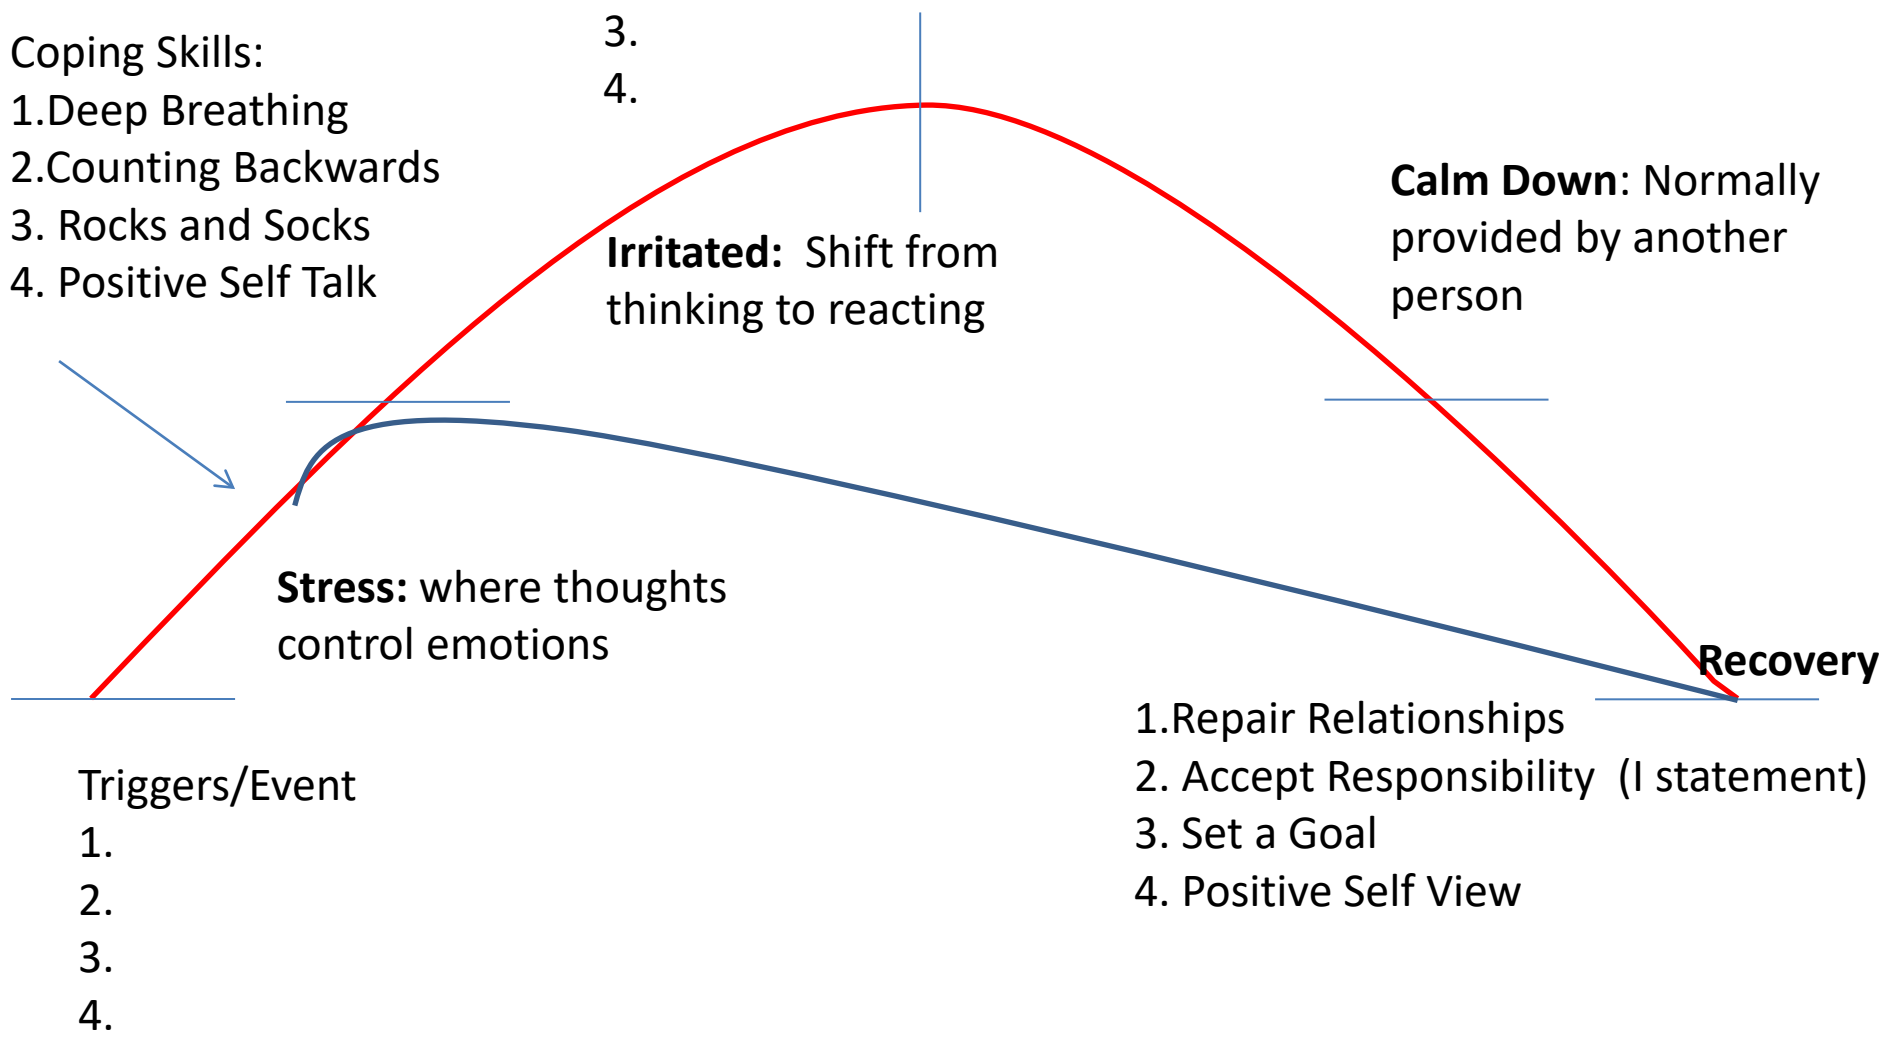 Coping Skills:
1.Deep Breathing
2.Counting Backwards
3. Rocks and Socks
4. Positive Self Talk
3.
4.
Irritated:  Shift from
thinking to reacting
Calm Down: Normally
provided by another
person
Stress: where thoughts
control emotions
Recovery
1.Repair Relationships
2. Accept Responsibility  (I statement)
3. Set a Goal
4. Positive Self View
Triggers/Event
1.
2.
3.
4.